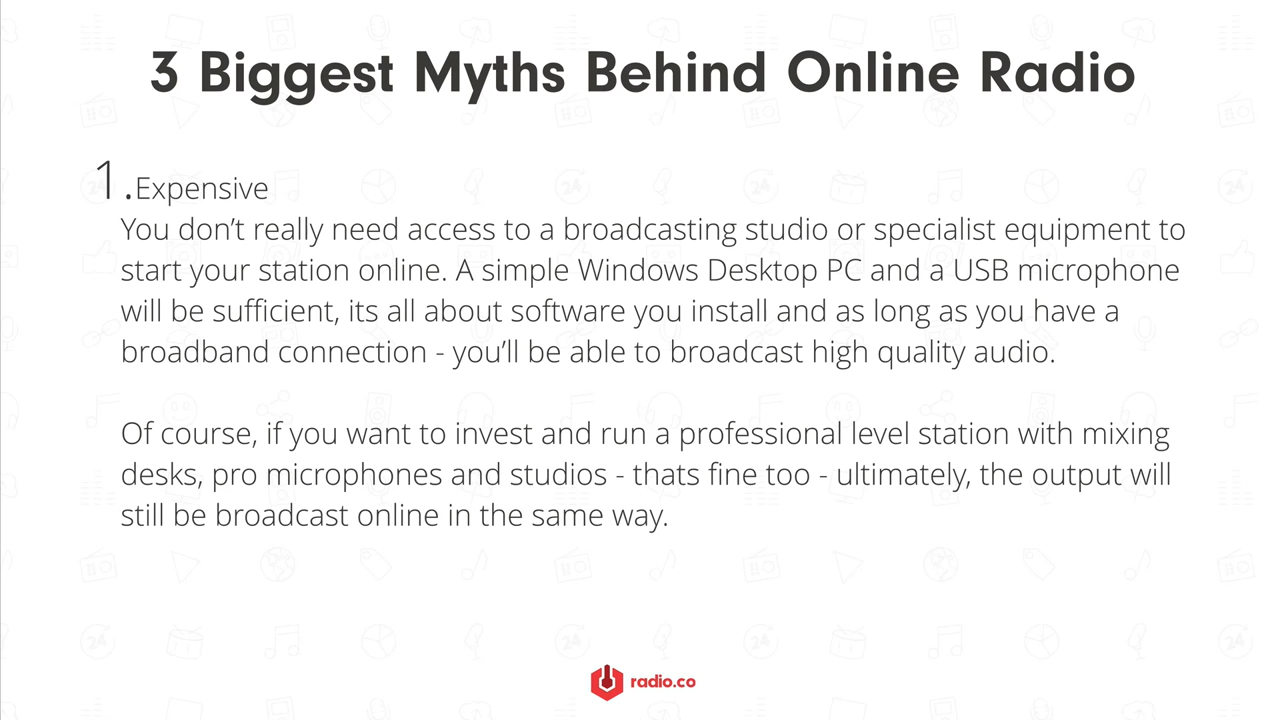 3 Biggest Myths Behind Online Radio
1.Expensive
You don’t really need access to a broadcasting studio or specialist equipment to
start your station online. A simple Windows Desktop PC and a USB microphone
will be sufficient, its all about software you install and as long as you have a
broadband connection - you’ll be able to broadcast high quality audio.
Of course, if you want to invest and run a professional level station with mixing
desks, pro microphones and studios - thats fine too - ultimately, the output will
still be broadcast online in the same way.
radio.co